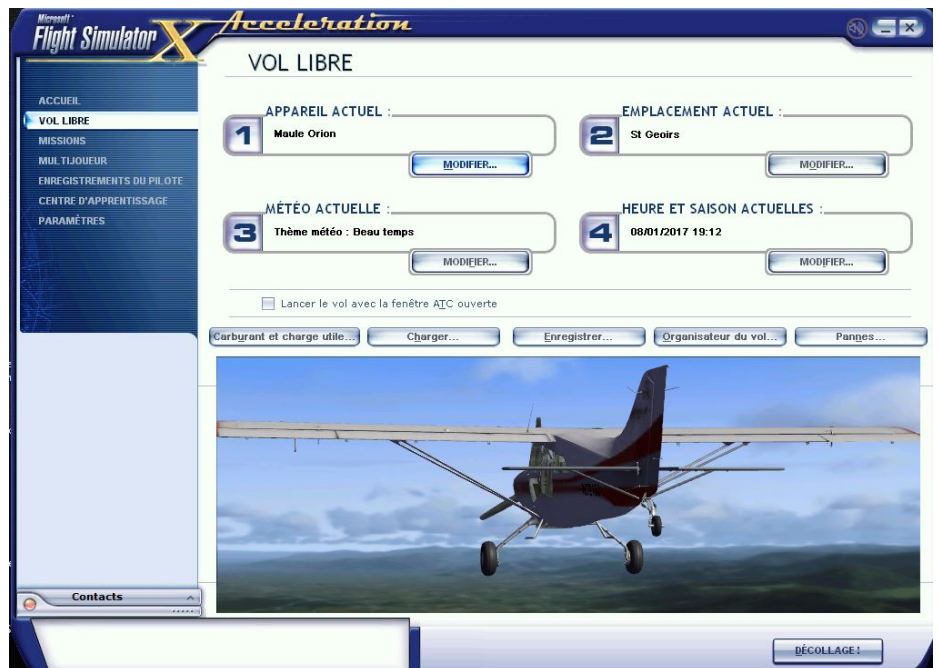 Microsoft
Flight Simulator X
Acceleration
VOL LIBRE
ACCUEIL
VOL LIBRE
MISSIONS
MULTIJOUEUR
ENREGISTREMENTS DU PILOTE
CENTRE D'APPRENTISSAGE
PARAMÈTRES
APPAREIL ACTUEL :
1
Maule Orion
MODIFIER...
EMPLACEMENT ACTUEL :
2
St Geoirs
MODIFIER...
MÉTÉO ACTUELLE :
3
Thème météo : Beau temps
MODIFIER...
HEURE ET SAISON ACTUELLES :
4
08/01/2017 19:12
MODIFIER...
Lancer le vol avec la fenêtre ATC ouverte
Carburant et charge utile...
Charger...
Enregistrer...
Organisateur du vol...
Pannes...
Contacts
DÉCOLLAGE !